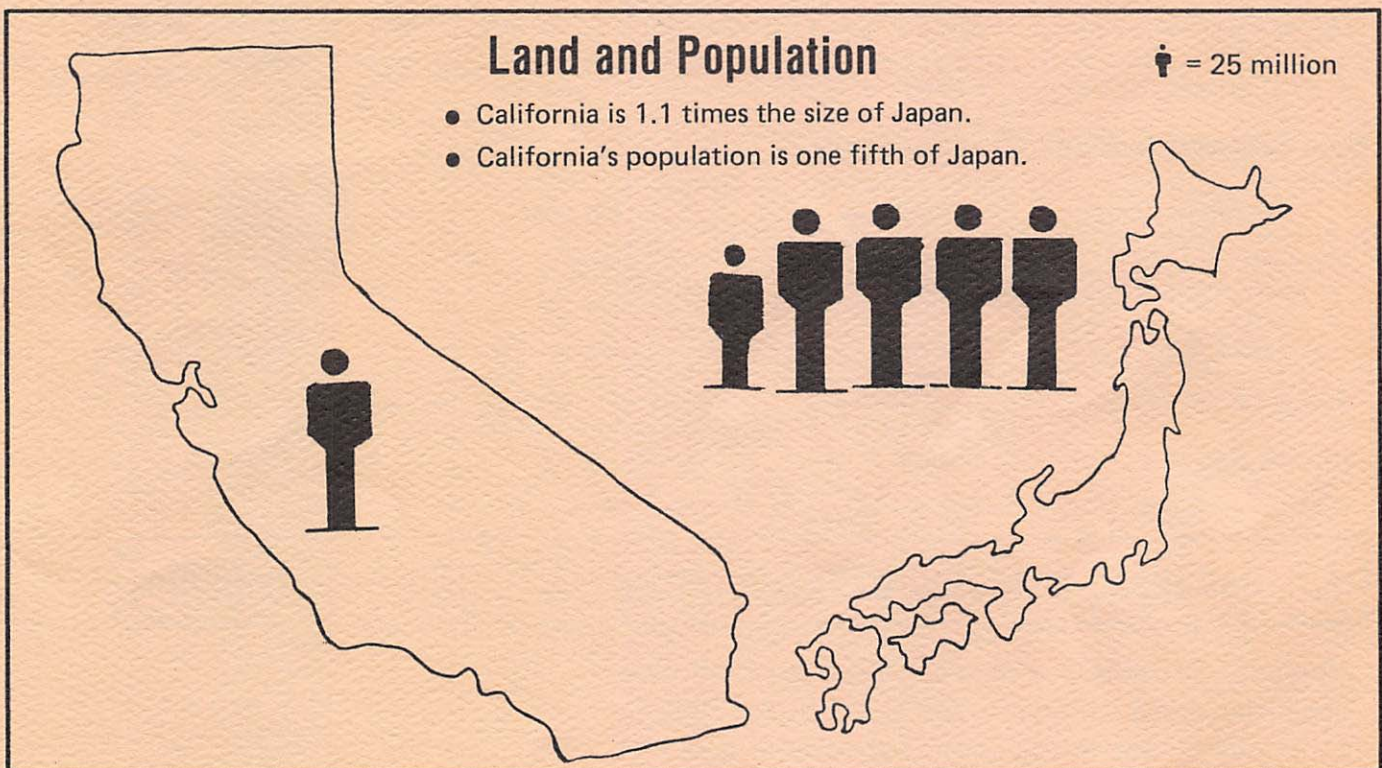 Land and Population
= 25 million
● California is 1.1 times the size of Japan.
● California's population is one fifth of Japan.